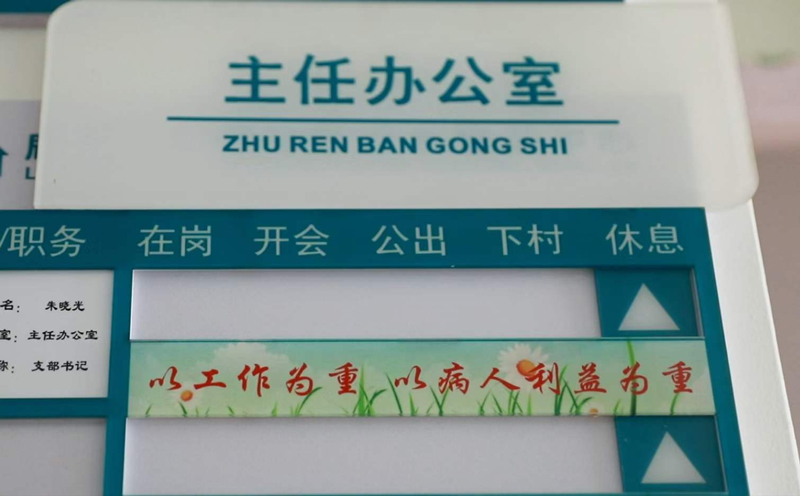 主任办公室
ZHU REN BAN GONG SHI
/职务 在岗 开会 公出 下村 休息
名： 朱晓光
室： 主任办公室
称： 支部书记
以工作为重 以病人利益为重